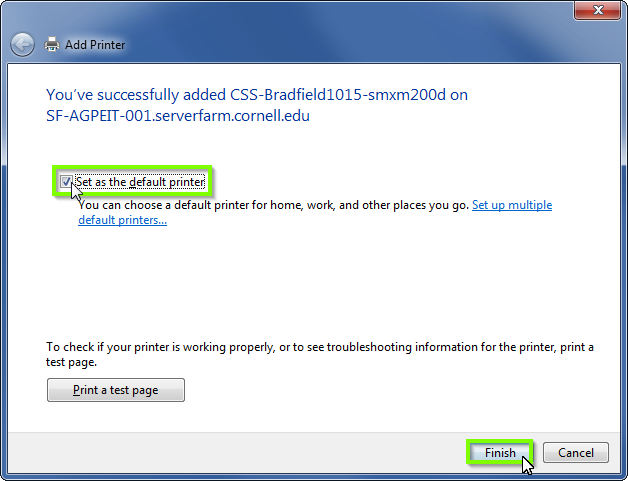 Add Printer
You've successfully added CSS-Bradfield1015-smxm200d on
SF-AGPEIT-001.serverfarm.cornell.edu
Set as the default printer
You can choose a default printer for home, work, and other places you go. Set up multiple
default printers...
To check if your printer is working properly, or to see troubleshooting information for the printer, print a
test page.
Print a test page
Finish
Cancel